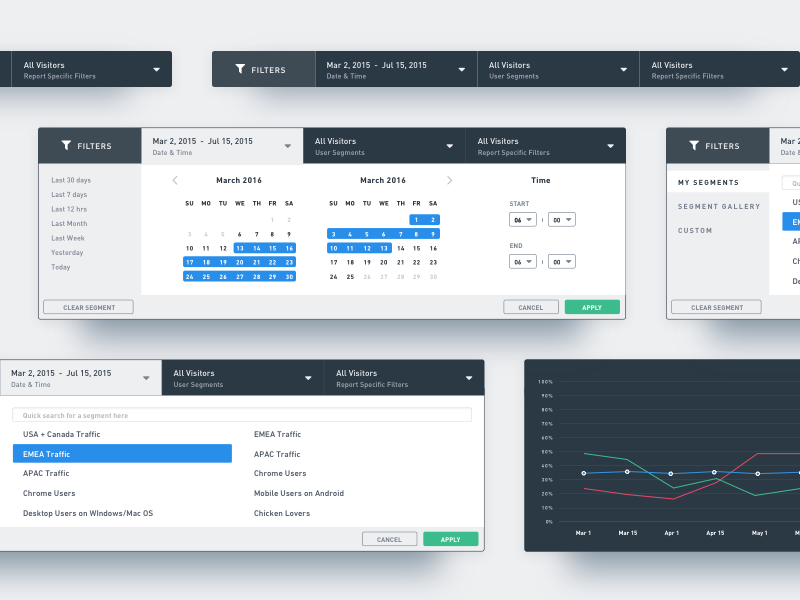 All Visitors
Report Specific Filters
FILTERS
Mar 2, 2015 - Jul 15, 2015
Date & Time
All Visitors
User Segments
All Visitors
Report Specific Filters
FILTERS
Mar 2, 2015 - Jul 15, 2015
Date & Time
All Visitors
User Segments
All Visitors
Report Specific Filters
Last 30 days
Last 7 days
Last 12 hrs
Last Month
Last Week
Yesterday
Today
March 2016
SU MO TU WE TH FR SA
1 2
3 4 5 6 7 8 9
10 11 12 13 14 15 16
17 18 19 20 21 22 23
24 25 26 27 28 29 30
March 2016
SU MO TU WE TH FR SA
1 2
3 4 5 6 7 8 9
10 11 12 13 14 15 16
17 18 19 20 21 22 23
24 25 26 27 28 29 30
Time
START
06 : 00
END
06 : 00
CLEAR SEGMENT
CANCEL
APPLY
FILTERS
Mar 2
Date &
MY SEGMENTS
SEGMENT GALLERY
CUSTOM
Qu
US
EM
AP
Ch
De
CLEAR SEGMENT
Mar 2, 2015 - Jul 15, 2015
Date & Time
All Visitors
User Segments
All Visitors
Report Specific Filters
Quick search for a segment here
USA + Canada Traffic
EMEA Traffic
APAC Traffic
Chrome Users
Desktop Users on Windows/Mac OS
EMEA Traffic
APAC Traffic
Chrome Users
Mobile Users on Android
Chicken Lovers
CANCEL
APPLY
100%
90%
80%
70%
60%
50%
40%
30%
20%
10%
0%
Mar 1
Mar 15
Apr 1
Apr 15
May 1
M